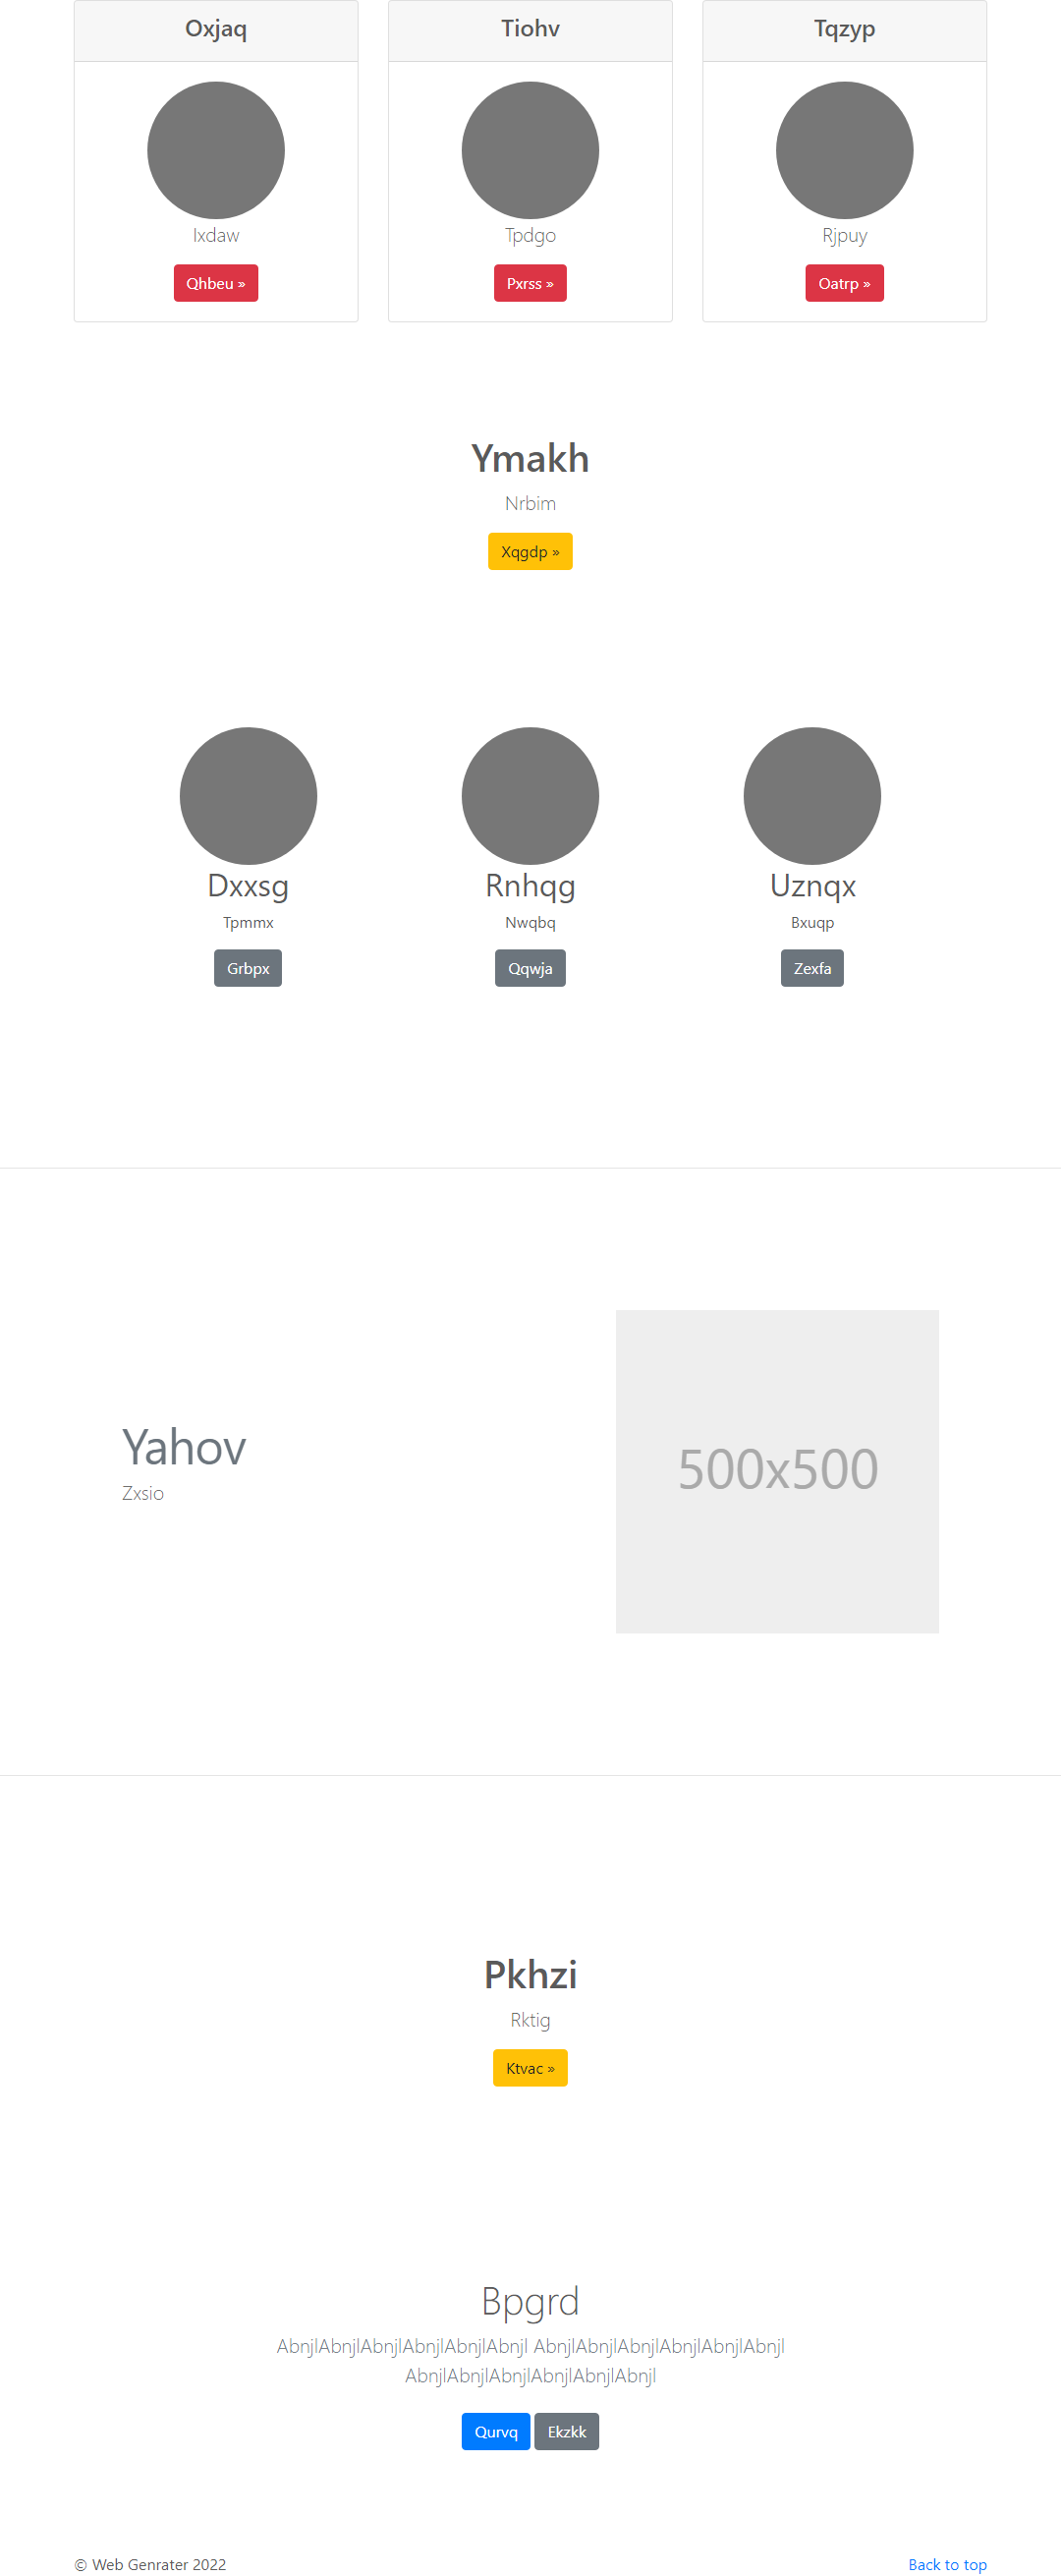 Oxjaq
Tiohv
Tqzyp
Ixdaw
Tpdgo
Rjpuy
Qhbeu »
Pxrss »
Oatrp »
Ymakh
Nrbim
Xqgdp »
Dxxsg
Rnhqg
Uznqx
Tpmmx
Nwqbq
Bxuqp
Grbpx
Qqwja
Zexfa
Yahov
Zxsio
500x500
Pkhzi
Rktig
Ktvac »
Bpgrd
AbnjlAbnjlAbnjlAbnjlAbnjlAbnjl AbnjlAbnjlAbnjlAbnjlAbnjlAbnjl
AbnjlAbnjlAbnjlAbnjlAbnjlAbnjl
Qurvq Ekzkk
© Web Genrater 2022
Back to top